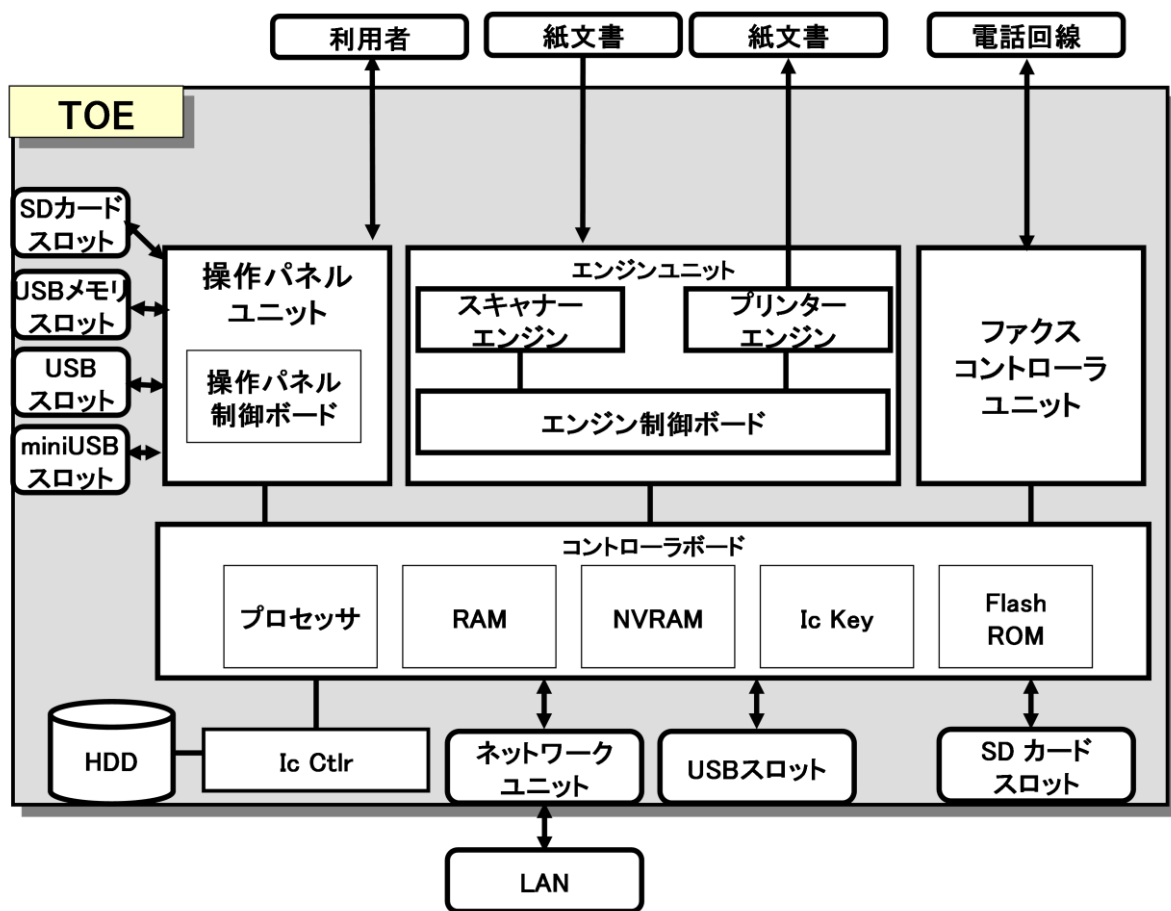 利用者
紙文書
紙文書
電話回線
TOE
SDカード
スロット
USBメモリ
スロット
USB
スロット
miniUSB
スロット
操作パネル
ユニット
操作パネル
制御ボード
エンジンユニット
スキャナー
エンジン
プリンター
エンジン
エンジン制御ボード
ファクス
コントローラ
ユニット
コントローラボード
プロセッサ
RAM
NVRAM
Ic Key
Flash
ROM
HDD
Ic Ctlr
ネットワーク
ユニット
USBスロット
SD カード
スロット
LAN